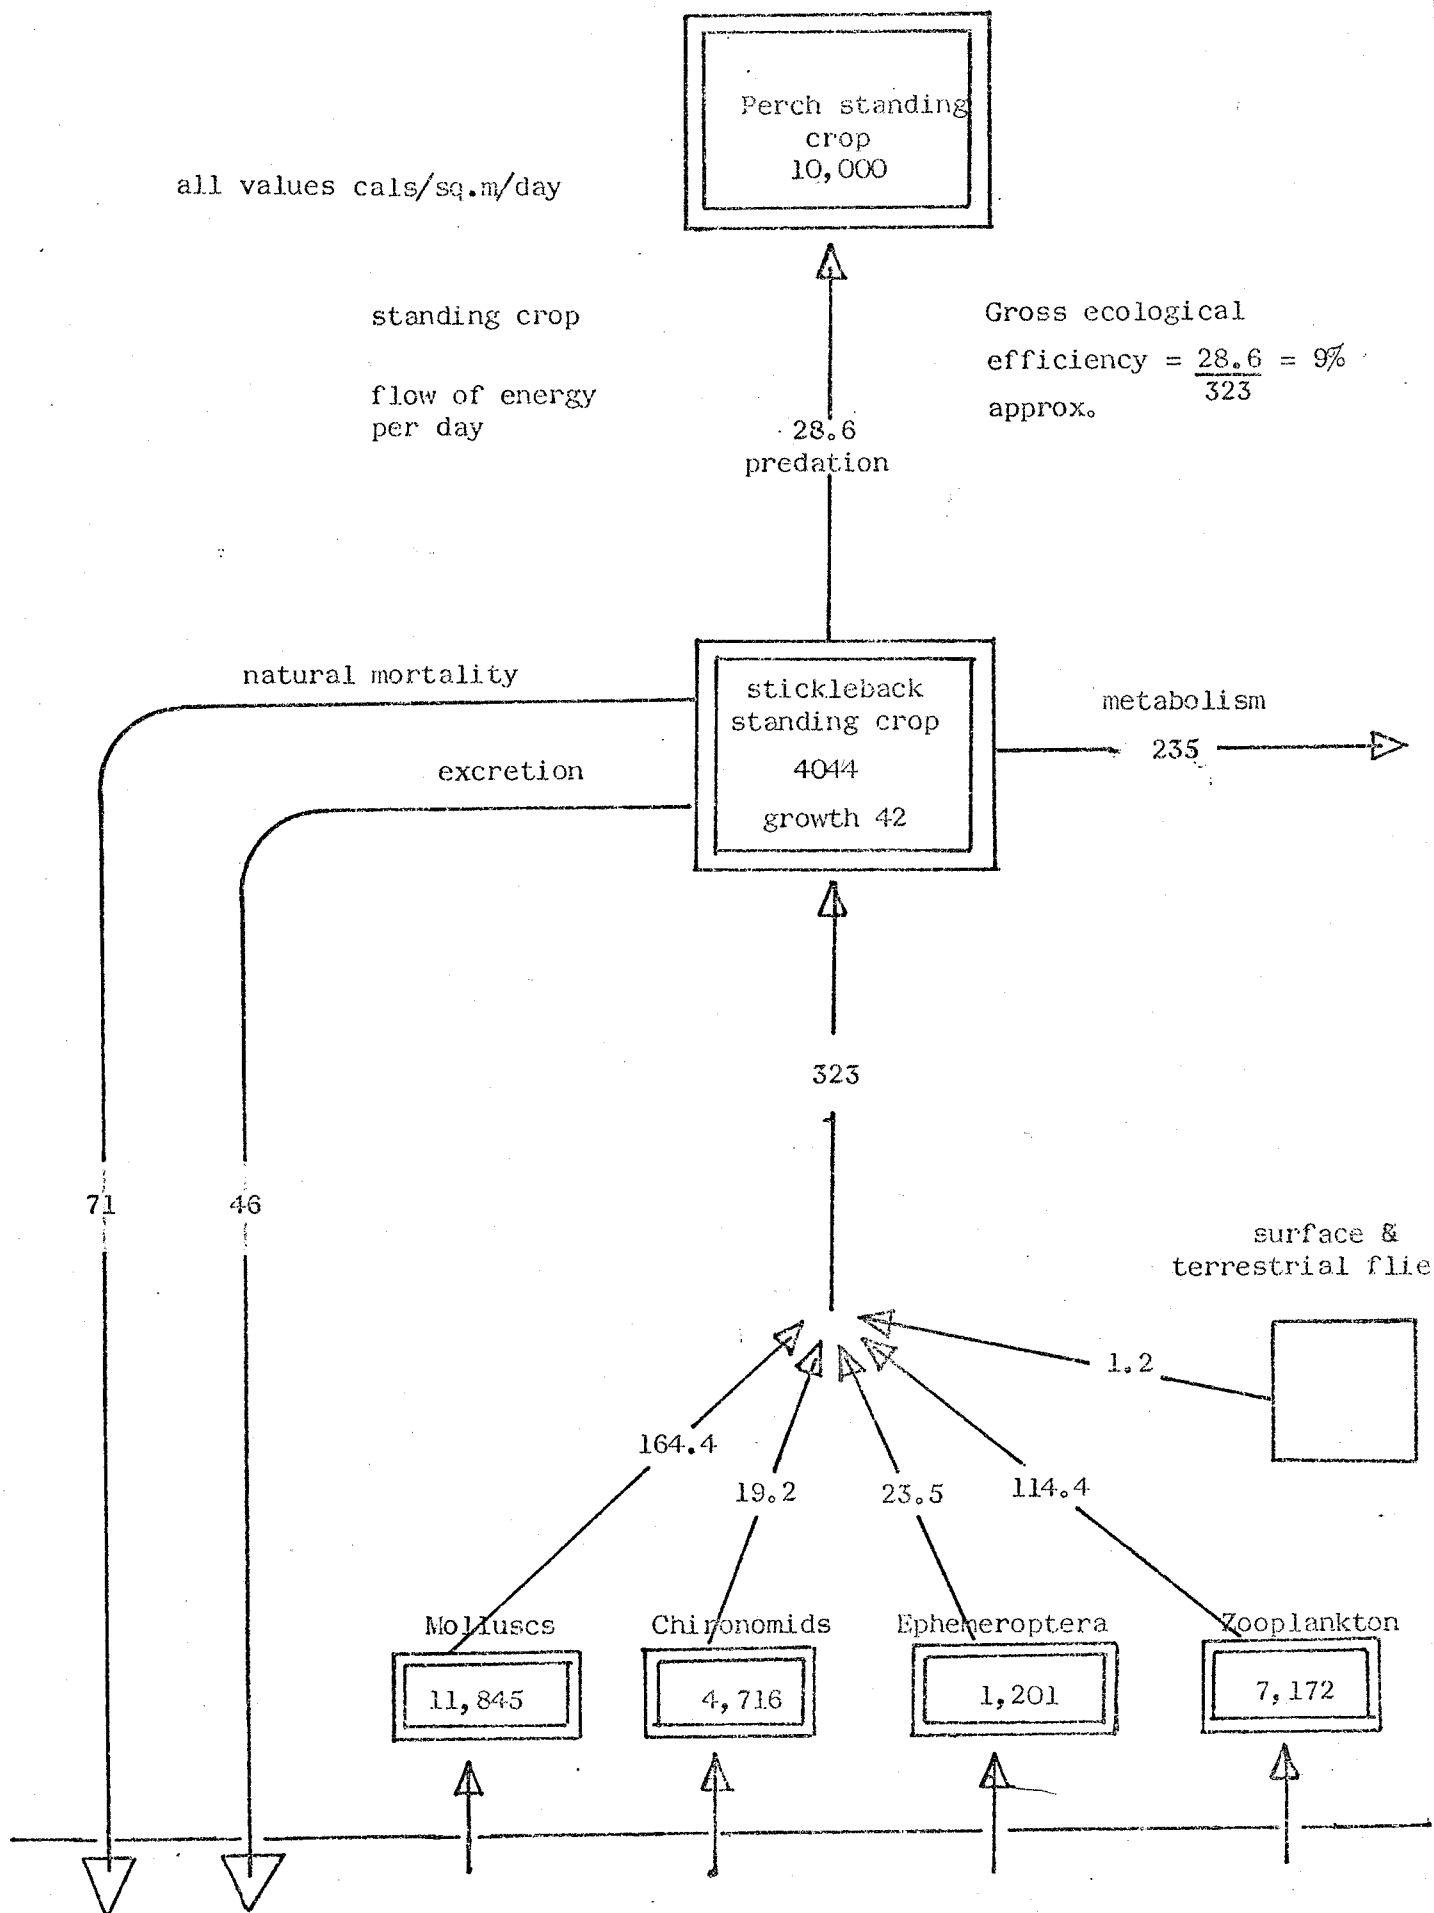 Perch standing
crop
10,000
all values cals/sq.m/day
standing crop
flow of energy
per day
Gross ecological
efficiency = 28.6 = 9%
323
approx.
28.6
predation
natural mortality
excretion
stickleback
standing crop
4044
growth 42
metabolism
235
323
71
46
surface &
terrestrial flie
1.2
164.4
19.2
23.5
114.4
Molluscs
Chironomids
Ephemeroptera
Zooplankton
11,845
4,716
1,201
7,172